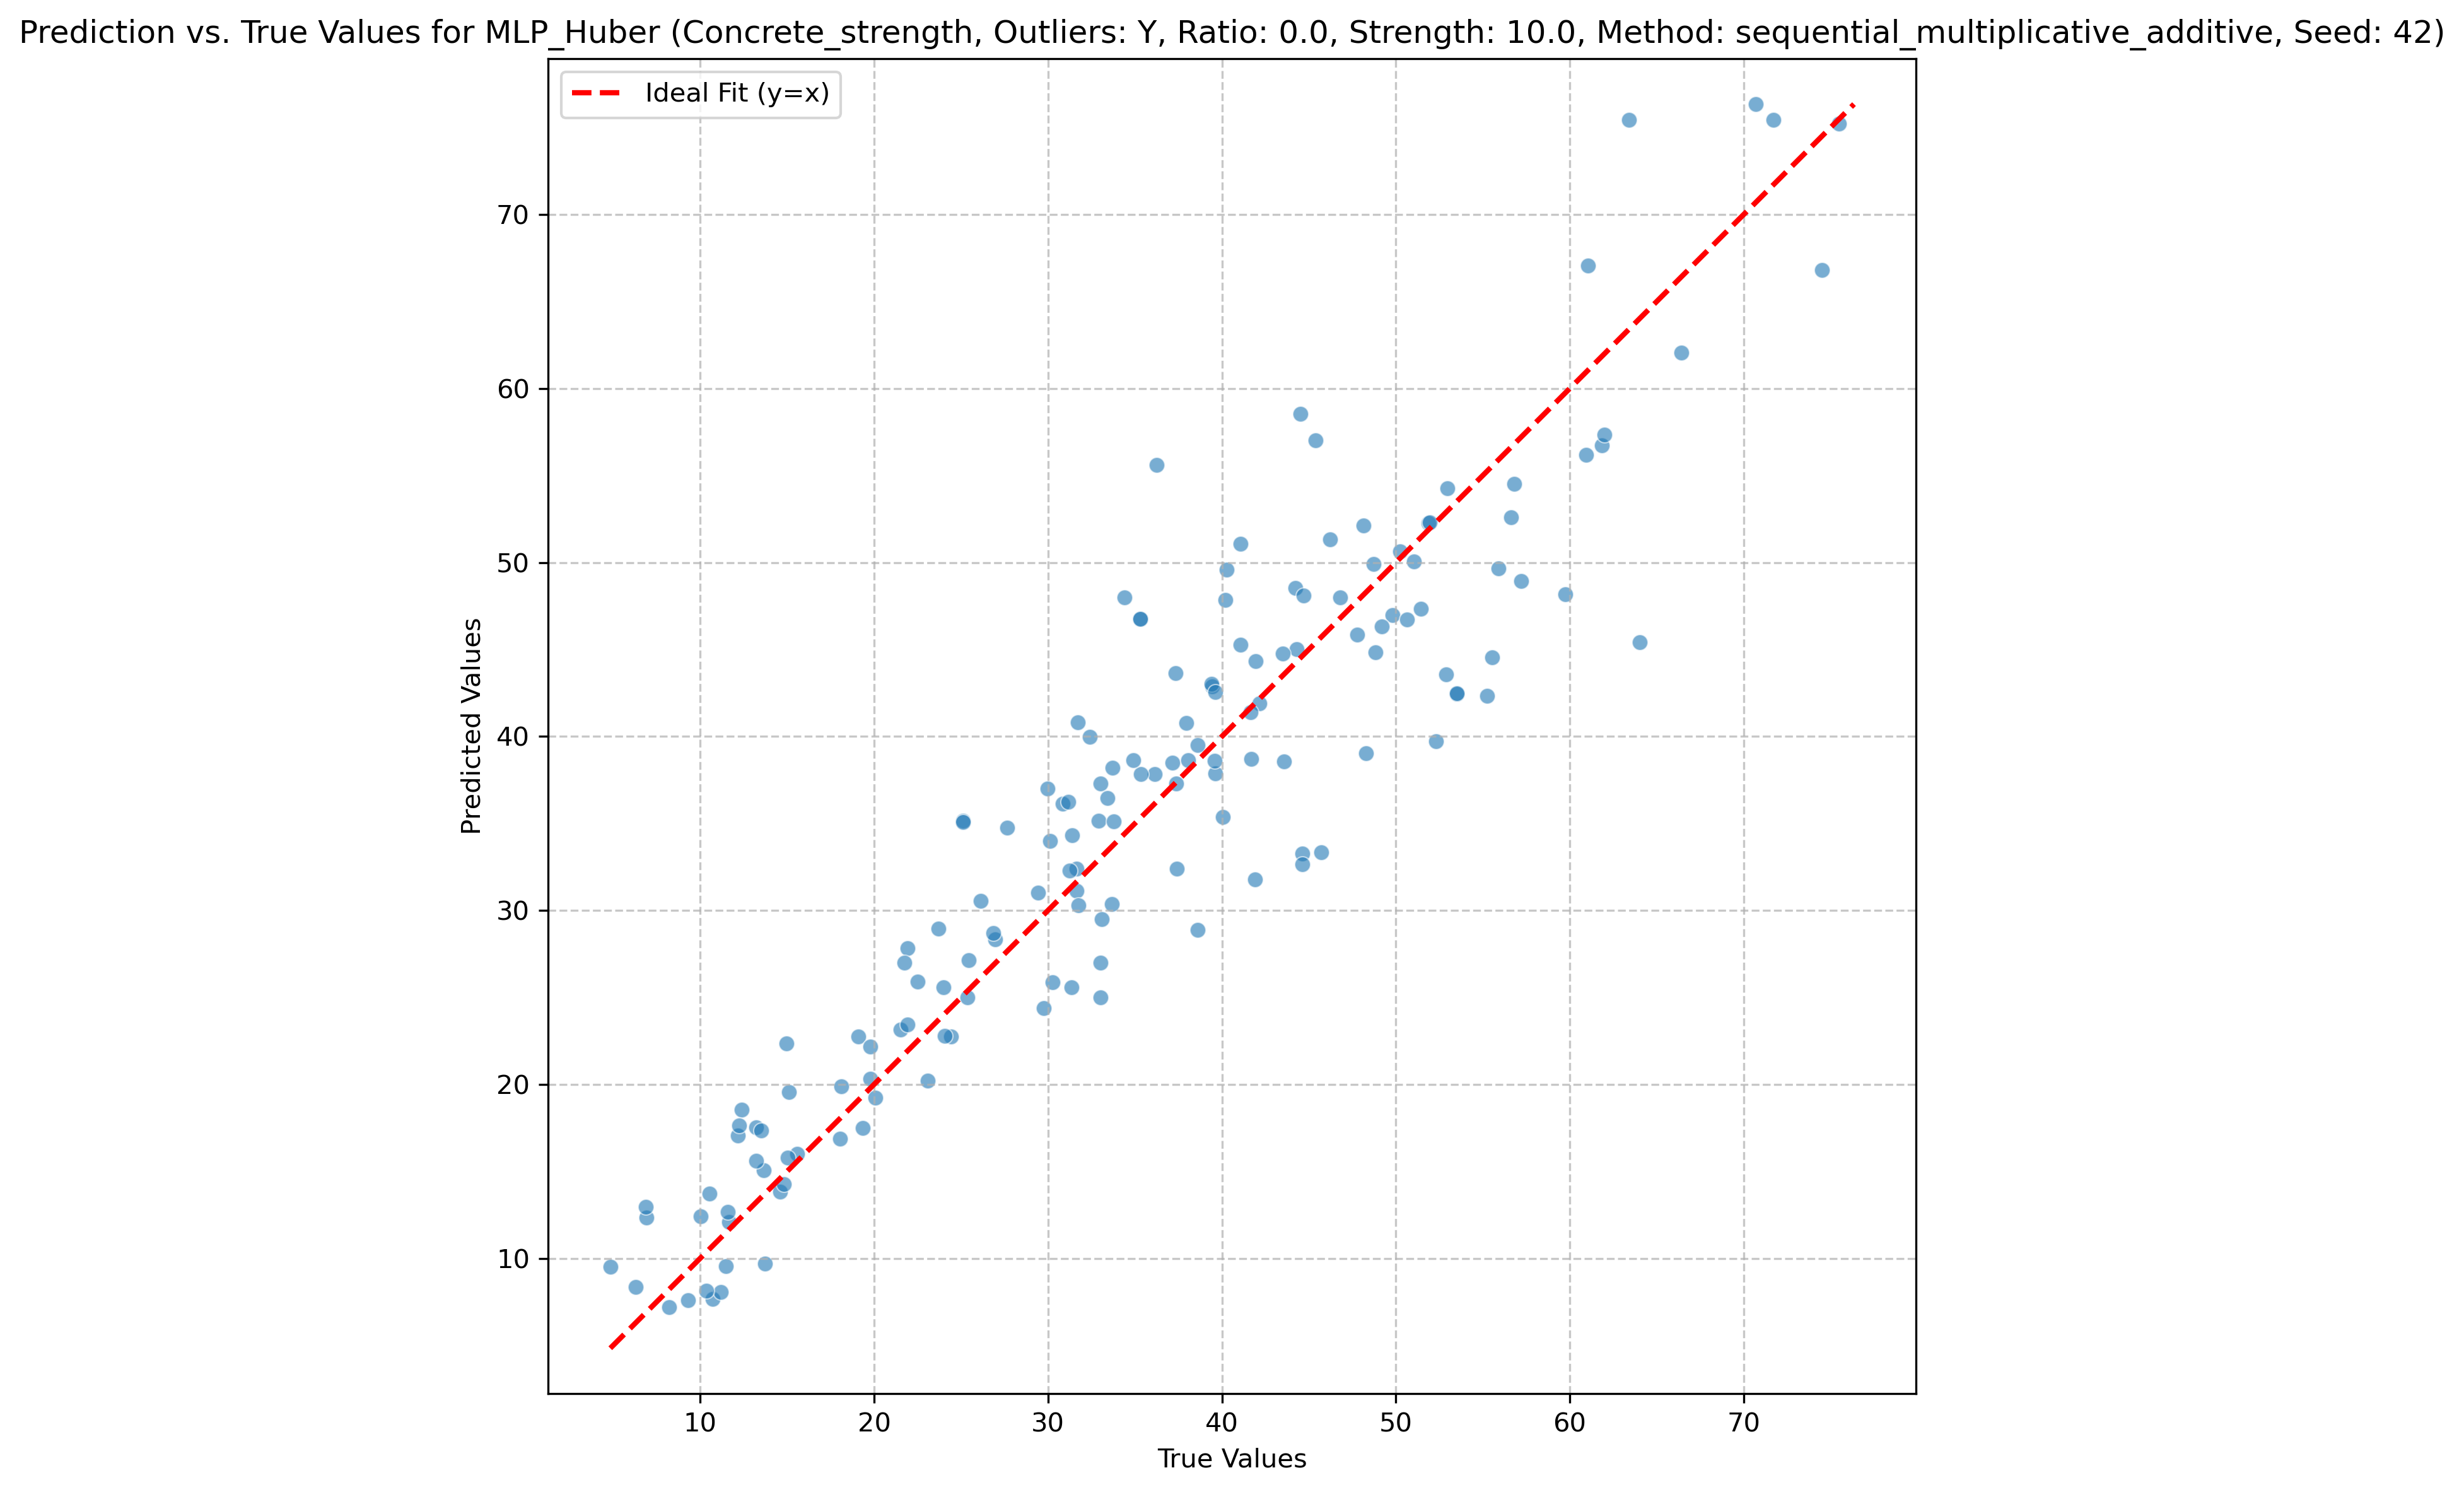 Prediction vs. True Values for MLP_Huber (Concrete_strength, Outliers: Y, Ratio: 0.0, Strength: 10.0, Method: sequential_multiplicative_additive, Seed: 42)
Ideal Fit (y=x)
Predicted Values
70
60
50
40
30
20
10
10 20 30 40 50 60 70
True Values